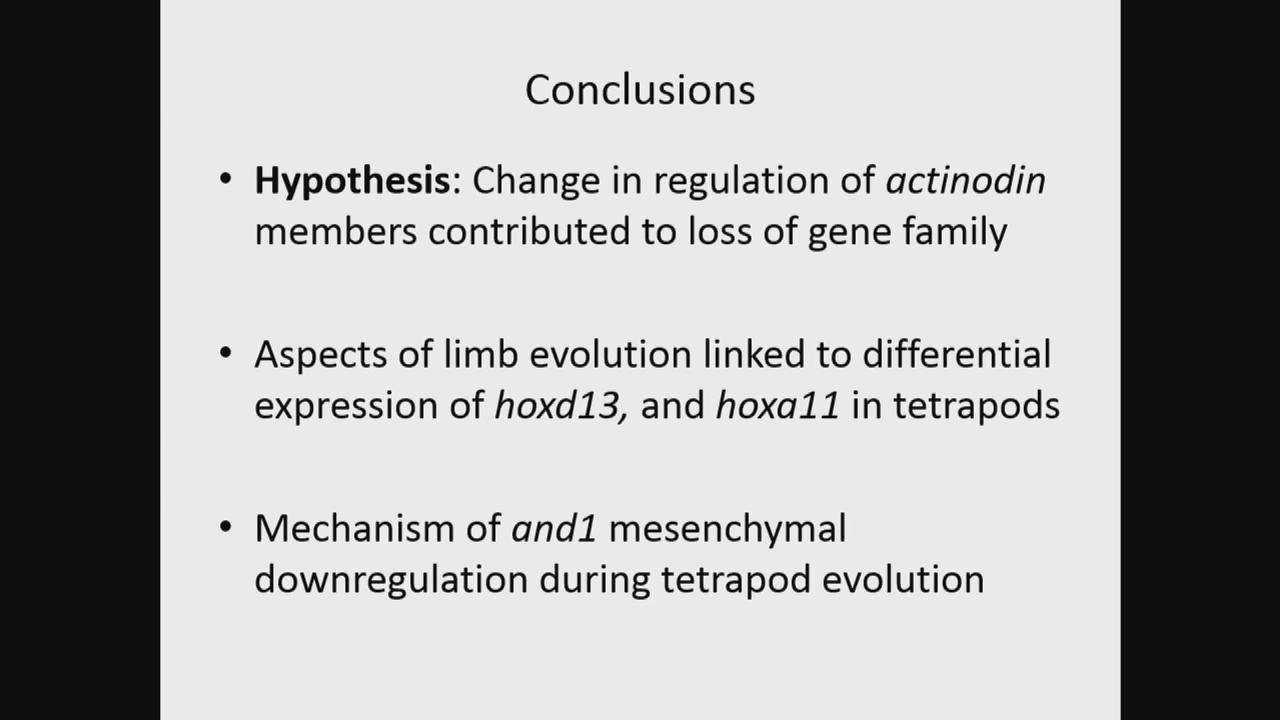 Conclusions
• Hypothesis: Change in regulation of actinodin
members contributed to loss of gene family
• Aspects of limb evolution linked to differential
expression of hoxd13, and hoxa11 in tetrapods
• Mechanism of and1 mesenchymal
downregulation during tetrapod evolution